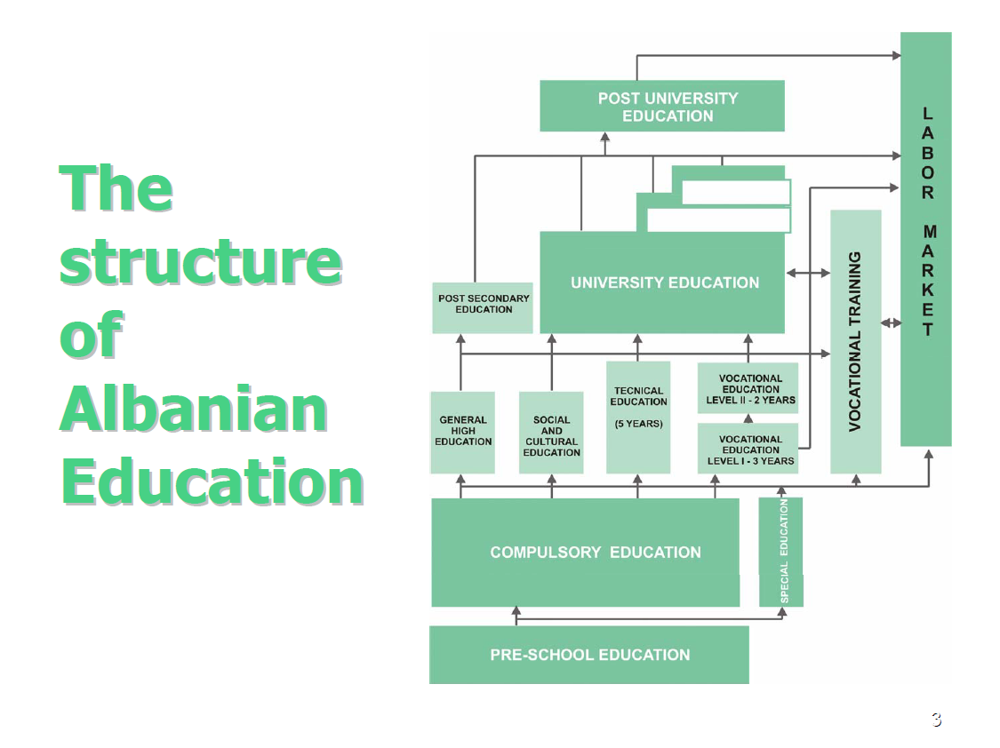 The
structure
of
Albanian
Education
POST UNIVERSITY
EDUCATION
LABOR MARKET
UNIVERSITY EDUCATION
POST SECONDARY
EDUCATION
VOCATIONAL TRAINING
GENERAL
HIGH
EDUCATION
SOCIAL
AND
CULTURAL
EDUCATION
TECNICAL
EDUCATION
(5 YEARS)
VOCATIONAL
EDUCATION
LEVEL II - 2 YEARS
VOCATIONAL
EDUCATION
LEVEL I - 3 YEARS
COMPULSORY EDUCATION
SPECIAL EDUCATION
PRE-SCHOOL EDUCATION
3